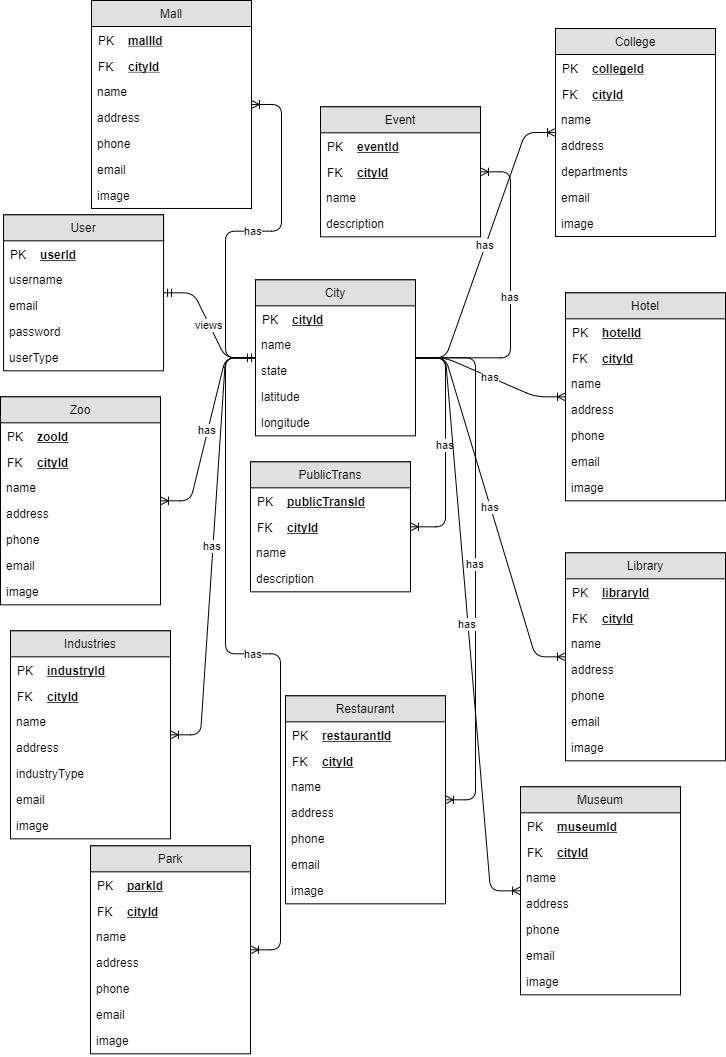 Mall
PK mallId
FK cityId
name
address
phone
email
image
College
PK collegeId
FK cityId
name
address
departments
email
image
Event
PK eventId
FK cityId
name
description
has
has
has
User
PK userId
username
email
password
userType
views
City
PK cityId
name
state
latitude
longitude
Hotel
PK hotelId
FK cityId
name
address
phone
email
image
has
Zoo
PK zooId
FK cityId
name
address
phone
email
image
has
has
PublicTrans
PK publicTransId
FK cityId
name
description
has
has
has
has
Library
PK libraryId
FK cityId
name
address
phone
email
image
Industries
PK industryId
FK cityId
name
address
industryType
email
image
has
has
Restaurant
PK restaurantId
FK cityId
name
address
phone
email
image
Museum
PK museumId
FK cityId
name
address
phone
email
image
Park
PK parkId
FK cityId
name
address
phone
email
image